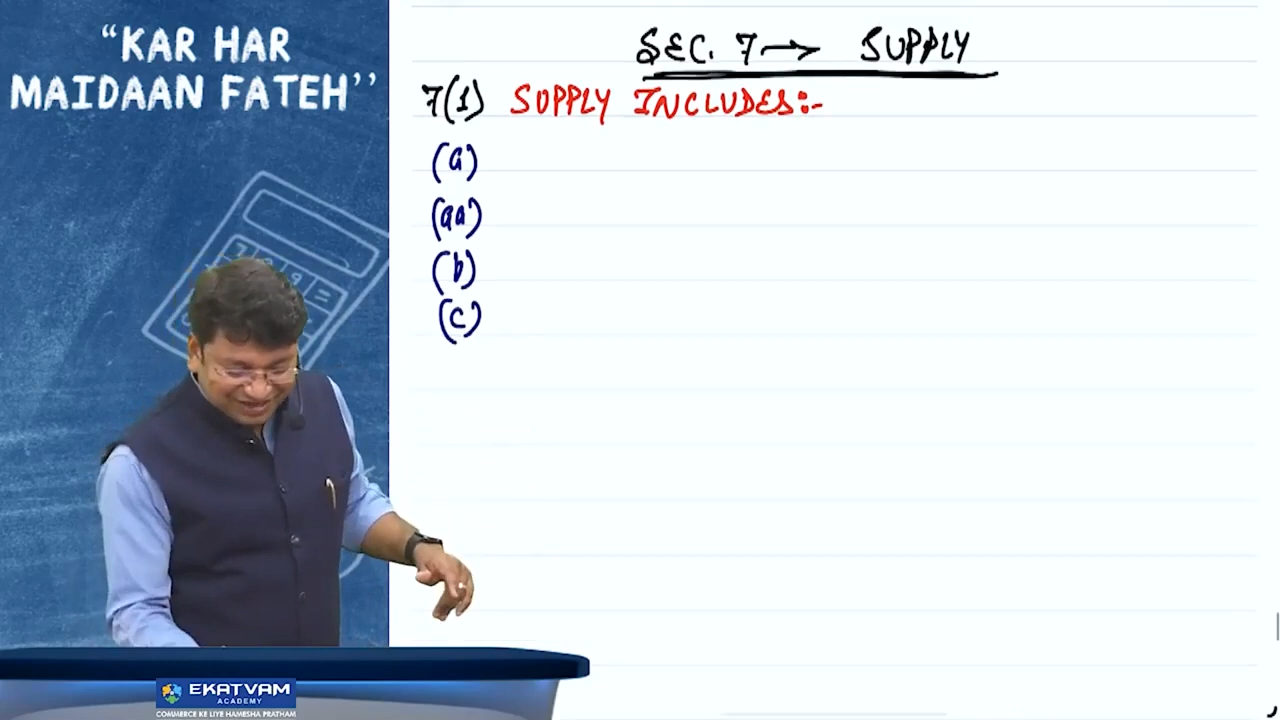 “KAR HAR
MAIDAAN FATEH’’
SEC. 7→ SUPPLY
7(1) SUPPLY INCLUDES:-
(a)
(aa)
(b)
(c)
EKATVAM
ACADEMY
COMMERCE KE LIYE HAMESHA PRATHAM